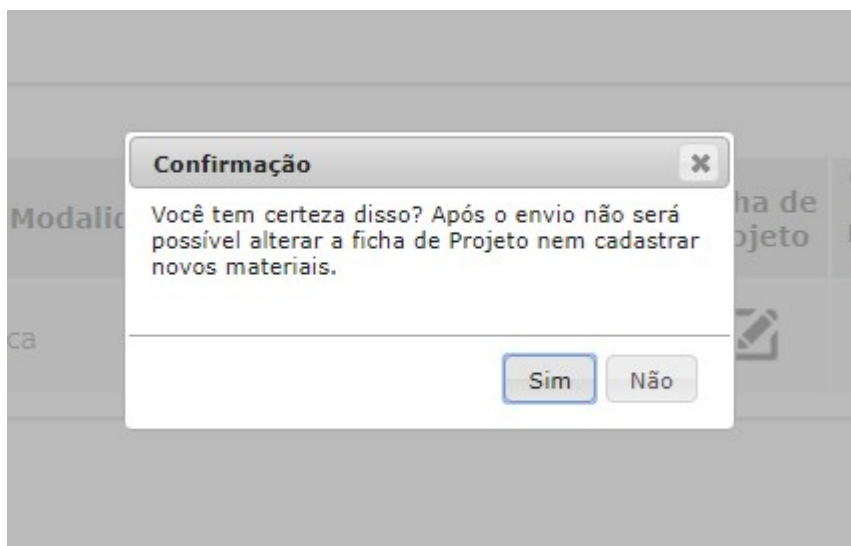 Confirmação
Você tem certeza disso? Após o envio não será
possível alterar a ficha de Projeto nem cadastrar
novos materiais.
Sim Não